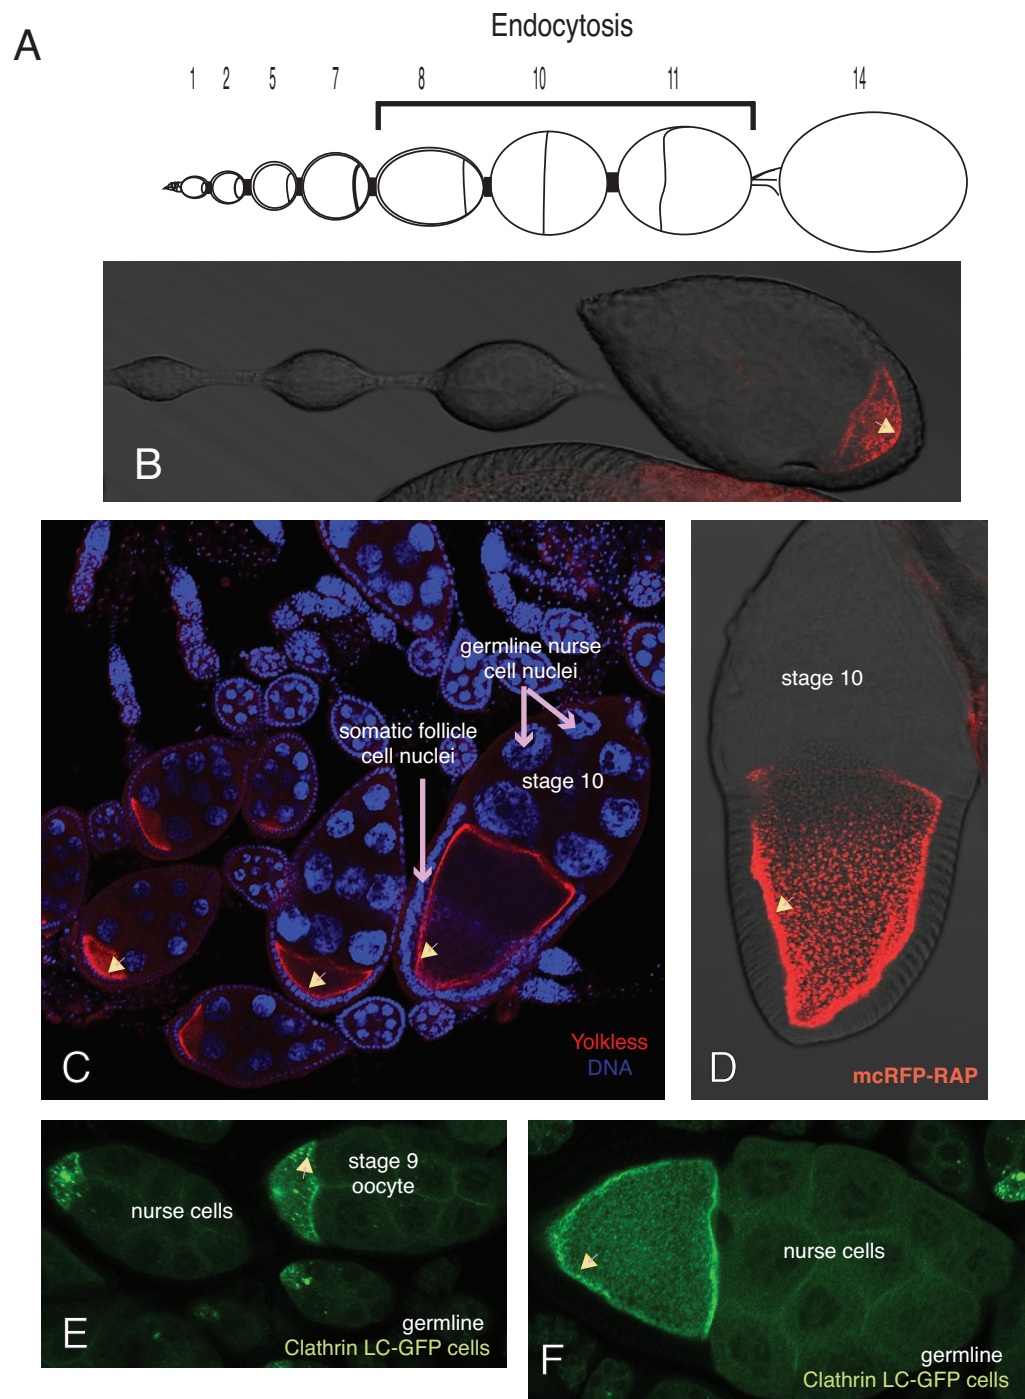 A
Endocytosis
1 2 5 7 8 10 11 14
B
germline nurse
cell nuclei
somatic follicle
cell nuclei
stage 10
Yolkless
DNA
C
stage 10
mcRFP-RAP
D
stage 9
oocyte
nurse cells
germline
Clathrin LC-GFP cells
E
nurse cells
germline
Clathrin LC-GFP cells
F